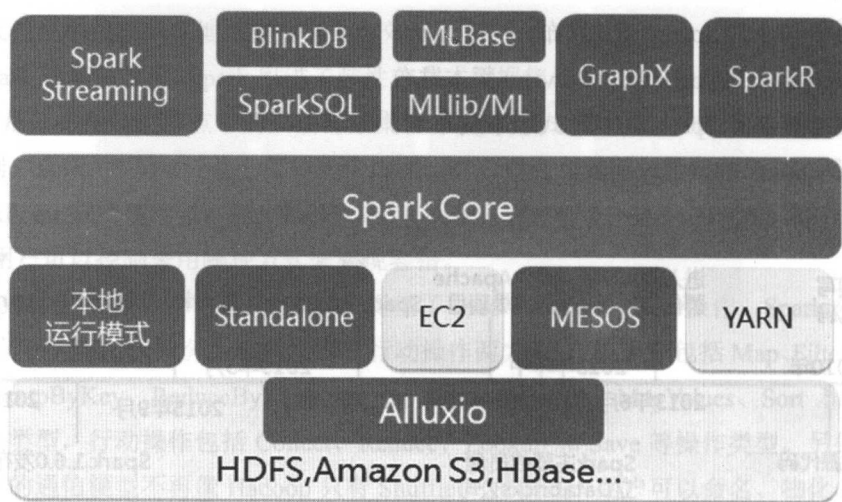 Spark
Streaming
BlinkDB
MLBase
SparkSQL
MLlib/ML
GraphX
SparkR
Spark Core
本地
运行模式
Standalone
EC2
MESOS
YARN
Alluxio
HDFS,Amazon S3,HBase...